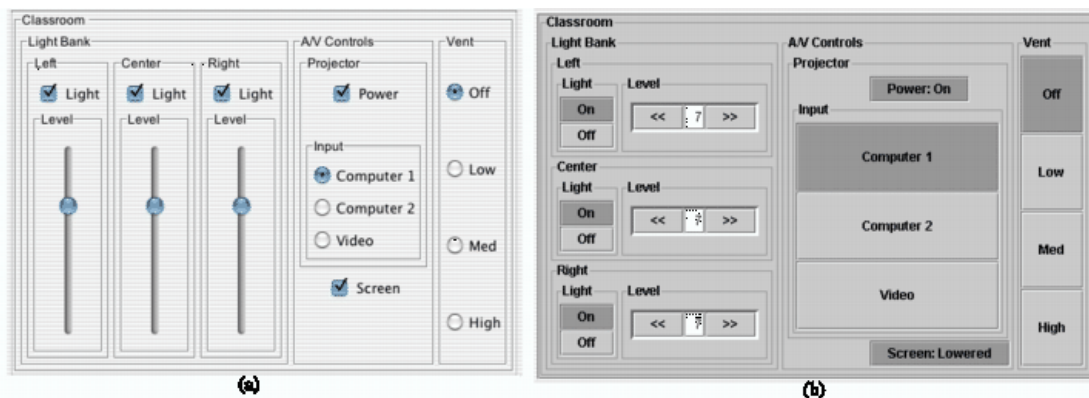 Classroom
Light Bank
Left
Light
Level
Center
Light
Level
Right
Light
Level
A/V Controls
Projector
Power
Input
Computer 1
Computer 2
Video
Screen
Vent
Off
Low
Med
High
(a)
Classroom
Light Bank
Left
Light
On
Off
Level
<< 7 >>
Center
Light
On
Off
Level
<< >>
Right
Light
On
Off
Level
<< >>
A/V Controls
Projector
Power: On
Input
Computer 1
Computer 2
Video
Screen: Lowered
Vent
Off
Low
Med
High
(b)